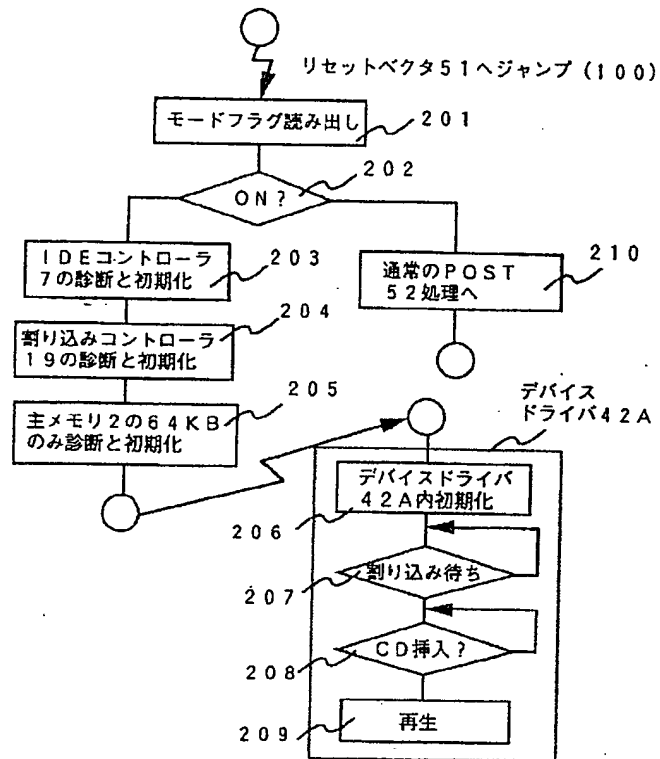 リセットベクタ51へジャンプ(100)
モードフラグ読み出し
201
ON?
202
IDEコントローラ
7の診断と初期化
203
通常のPOST
52処理へ
210
割り込みコントローラ
19の診断と初期化
204
主メモリ2の64KB
のみ診断と初期化
205
デバイス
ドライバ42A
デバイスドライバ
42A内初期化
206
割り込み待ち
207
CD挿入?
208
再生
209